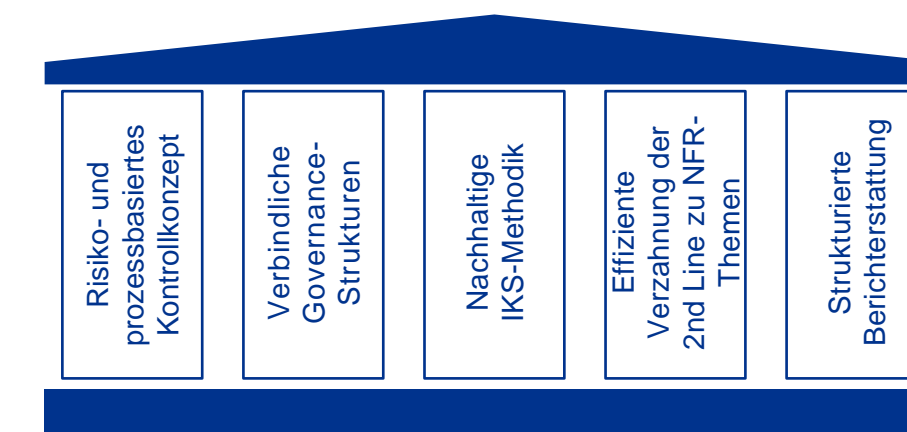 Risiko- und
prozessbasiertes
Kontrollkonzept
Verbindliche
Governance-
Strukturen
Nachhaltige
IKS-Methodik
Effiziente
Verzahnung der
2nd Line zu NFR-
Themen
Strukturierte
Berichterstattung